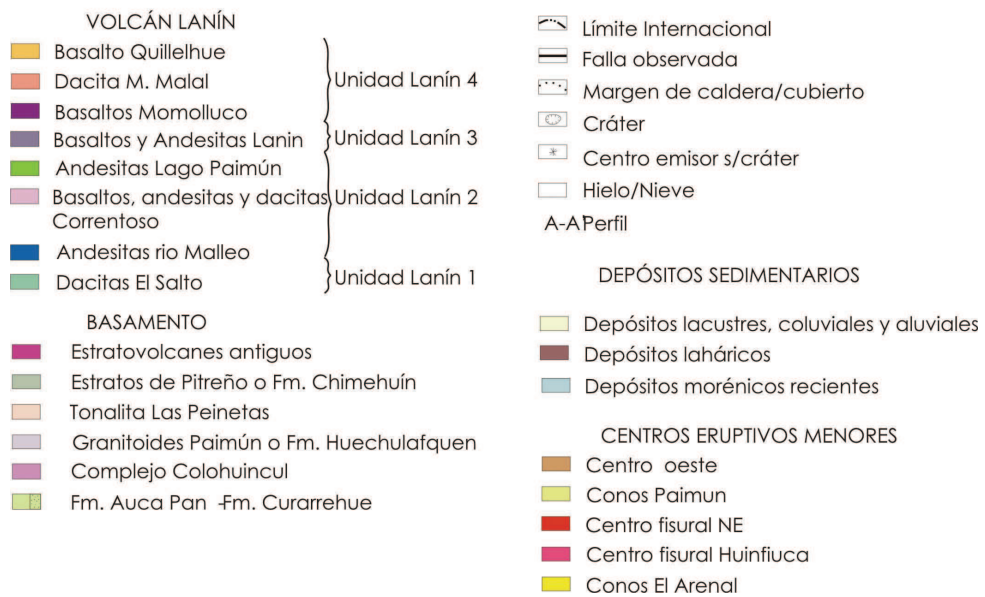 VOLCÁN LANÍN
Basalto Quillelhue
Dacita M. Malal
Basaltos Momolluco
Unidad Lanín 4
Basaltos y Andesitas Lanin
Unidad Lanín 3
Andesitas Lago Paimún
Basaltos, andesitas y dacitas
Correntoso
Andesitas rio Malleo
Unidad Lanín 2
Dacitas El Salto
Unidad Lanín 1
BASAMENTO
Estratovolcanes antiguos
Estratos de Pitreño o Fm. Chimehuín
Tonalita Las Peinetas
Granitoides Paimún o Fm. Huechulafquen
Complejo Colohuincul
Fm. Auca Pan -Fm. Curarrehue
Límite Internacional
Falla observada
Margen de caldera/cubierto
Cráter
Centro emisor s/cráter
Hielo/Nieve
A-A'Perfil
DEPÓSITOS SEDIMENTARIOS
Depósitos lacustres, coluviales y aluviales
Depósitos laháricos
Depósitos morénicos recientes
CENTROS ERUPTIVOS MENORES
Centro oeste
Conos Paimun
Centro fisural NE
Centro fisural Huinfiuca
Conos El Arenal